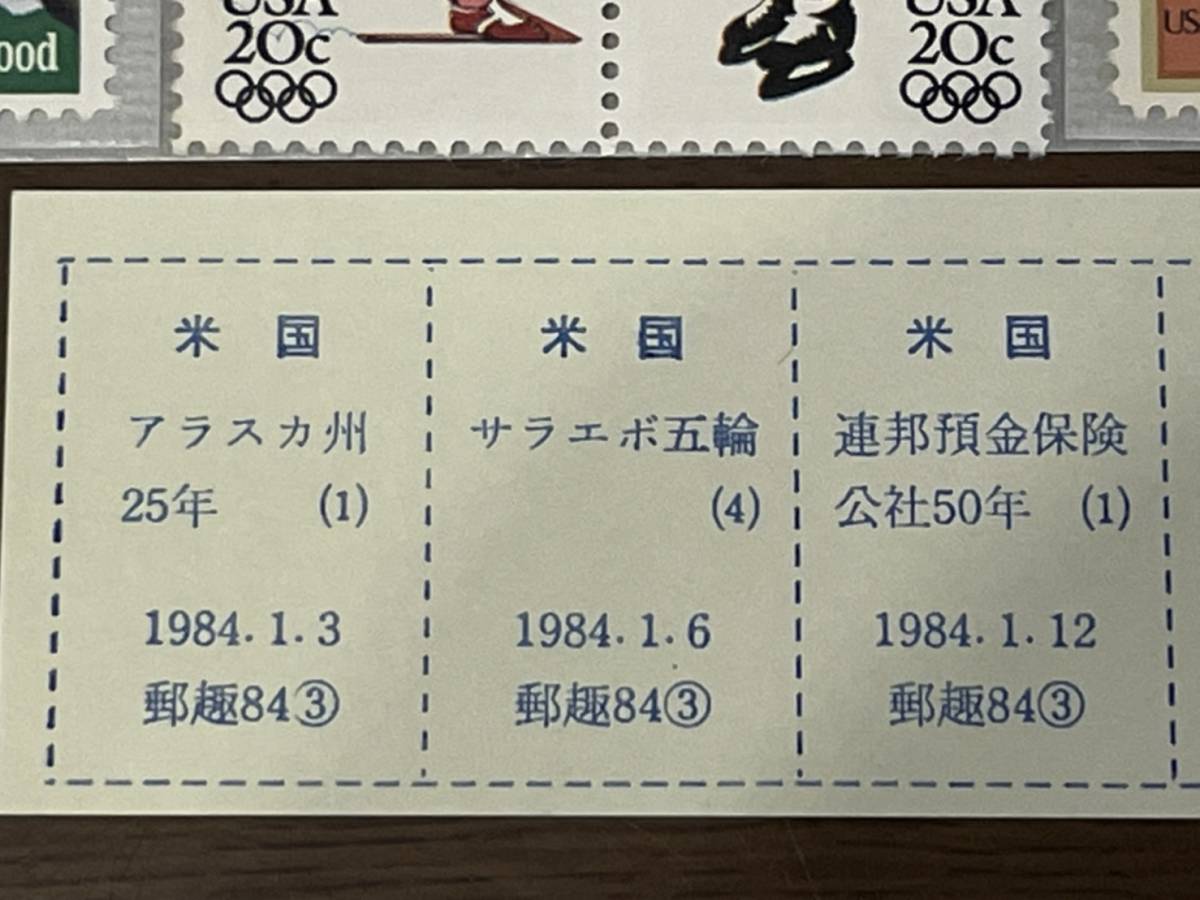 ood
USA
20c
USA
20c
US
米国
アラスカ州
25年 (1)
1984.1.3
郵趣84③
米国
サラエボ五輪
(4)
1984.1.6
郵趣84③
米国
連邦預金保険
公社50年 (1)
1984.1.12
郵趣84③